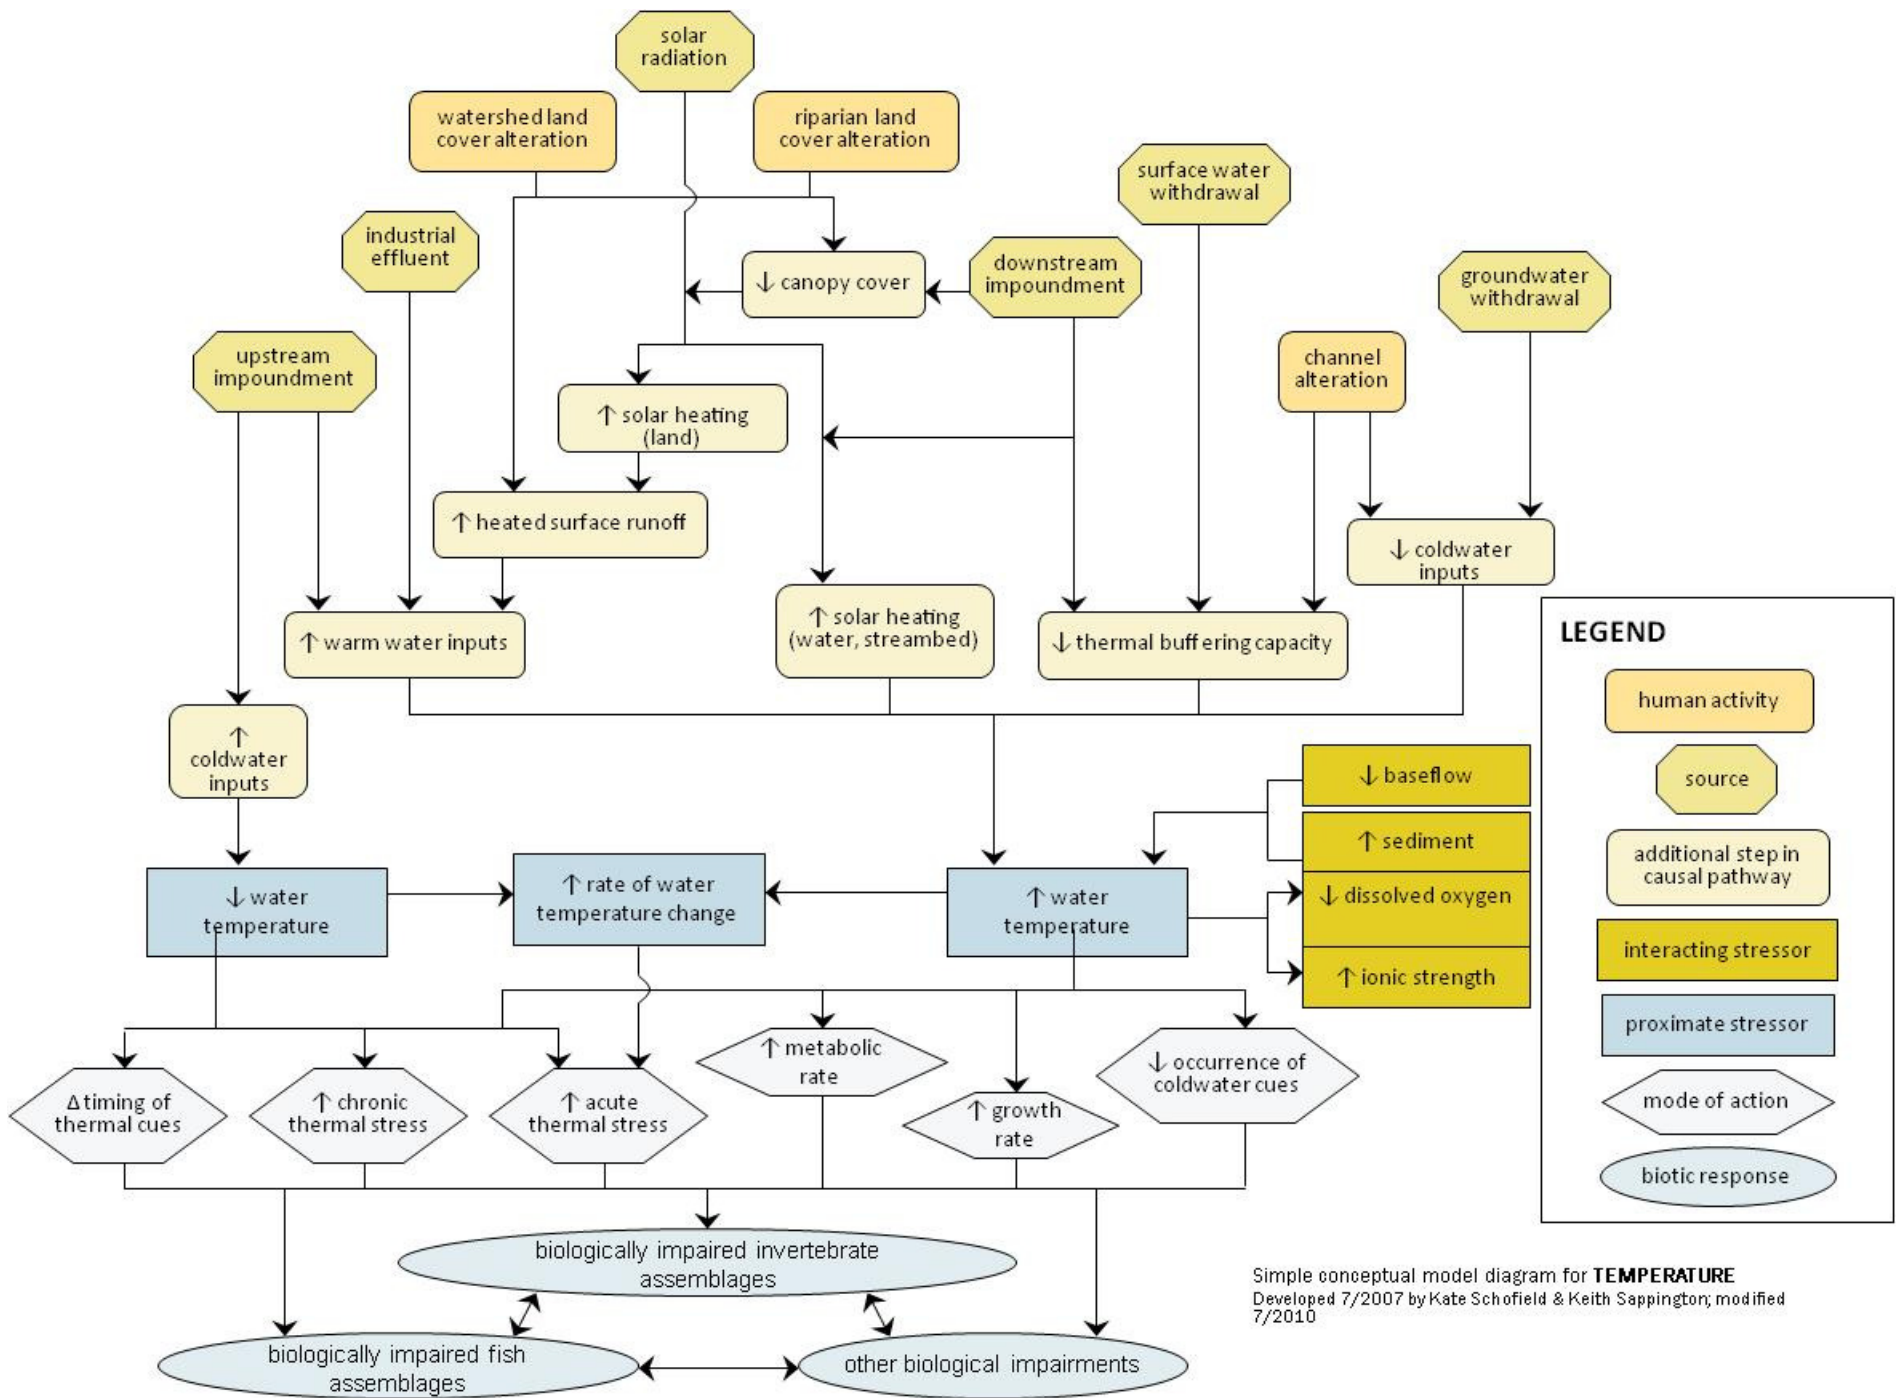 solar
radiation
watershed land
cover alteration
riparian land
cover alteration
surface water
withdrawal
industrial
effluent
↓ canopy cover
downstream
impoundment
groundwater
withdrawal
upstream
impoundment
channel
alteration
↑ solar heating
(land)
↑ heated surface runoff
↓ coldwater
inputs
↑ warm water inputs
↑ solar heating
(water, streambed)
↓ thermal buffering capacity
↑
coldwater
inputs
↓ baseflow
↑ sediment
↓ dissolved oxygen
↑ ionic strength
↓ water
temperature
↑ rate of water
temperature change
↑ water
temperature
Δ timing of
thermal cues
↑ chronic
thermal stress
↑ acute
thermal stress
↑ metabolic
rate
↑ growth
rate
↓ occurrence of
coldwater cues
biologically impaired invertebrate
assemblages
biologically impaired fish
assemblages
other biological impairments
LEGEND
human activity
source
additional step in
causal pathway
interacting stressor
proximate stressor
mode of action
biotic response
Simple conceptual model diagram for TEMPERATURE
Developed 7/2007 by Kate Schofield & Keith Sappington; modified
7/2010